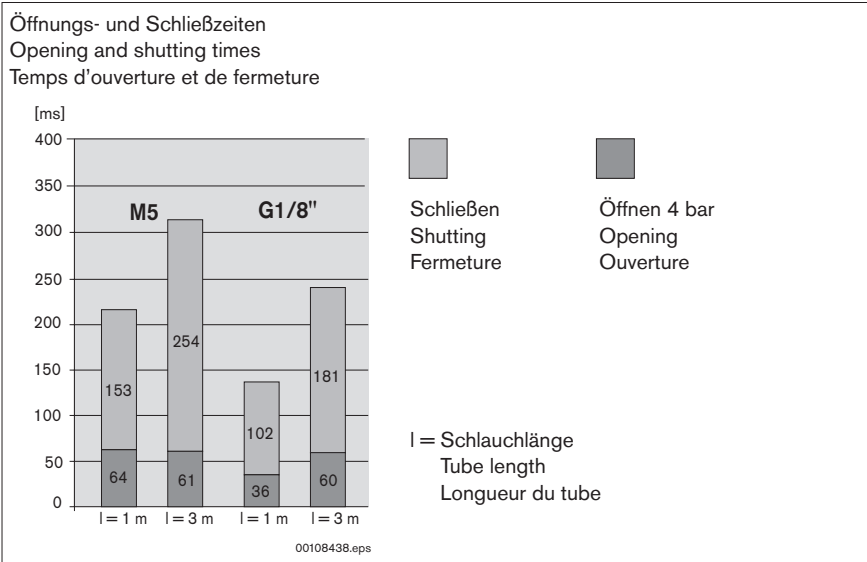 Öffnungs- und Schließzeiten
Opening and shutting times
Temps d'ouverture et de fermeture
[ms]
400
350
300
250
200
150
100
50
0
M5
G1/8"
153
64
254
61
102
36
181
60
l = 1 m
l = 3 m
l = 1 m
l = 3 m
00108438.eps
Schließen
Shutting
Fermeture
Öffnen 4 bar
Opening
Ouverture
l = Schlauchlänge
Tube length
Longueur du tube